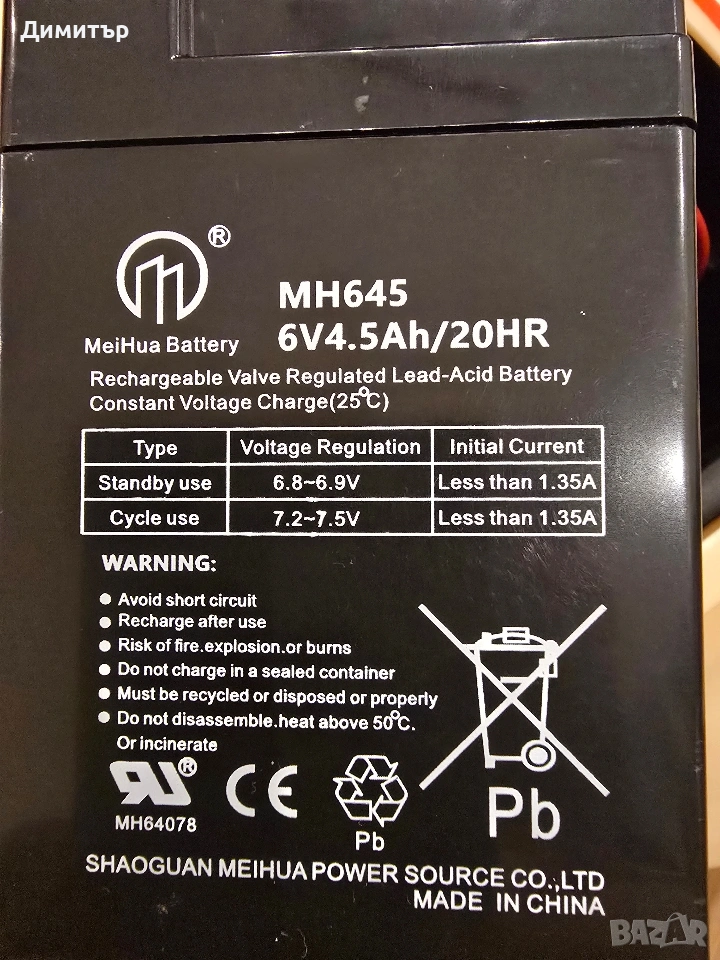 Димитър
®
MeiHua Battery
MH645
6V4.5Ah/20HR
Rechargeable Valve Regulated Lead-Acid Battery
Constant Voltage Charge(25℃)
Type Voltage Regulation Initial Current
Standby use 6.8~6.9V Less than 1.35A
Cycle use 7.2~7.5V Less than 1.35A
WARNING:
● Avoid short circuit
● Recharge after use
● Risk of fire.explosion.or burns
● Do not charge in a sealed container
● Must be recycled or disposed or properly
● Do not disassemble.heat above 50℃.
Or incinerate
RU®
MH64078
CE
Pb
Pb
SHAOGUAN MEIHUA POWER SOURCE CO.,LTD
MADE IN CHINA
BAZAR